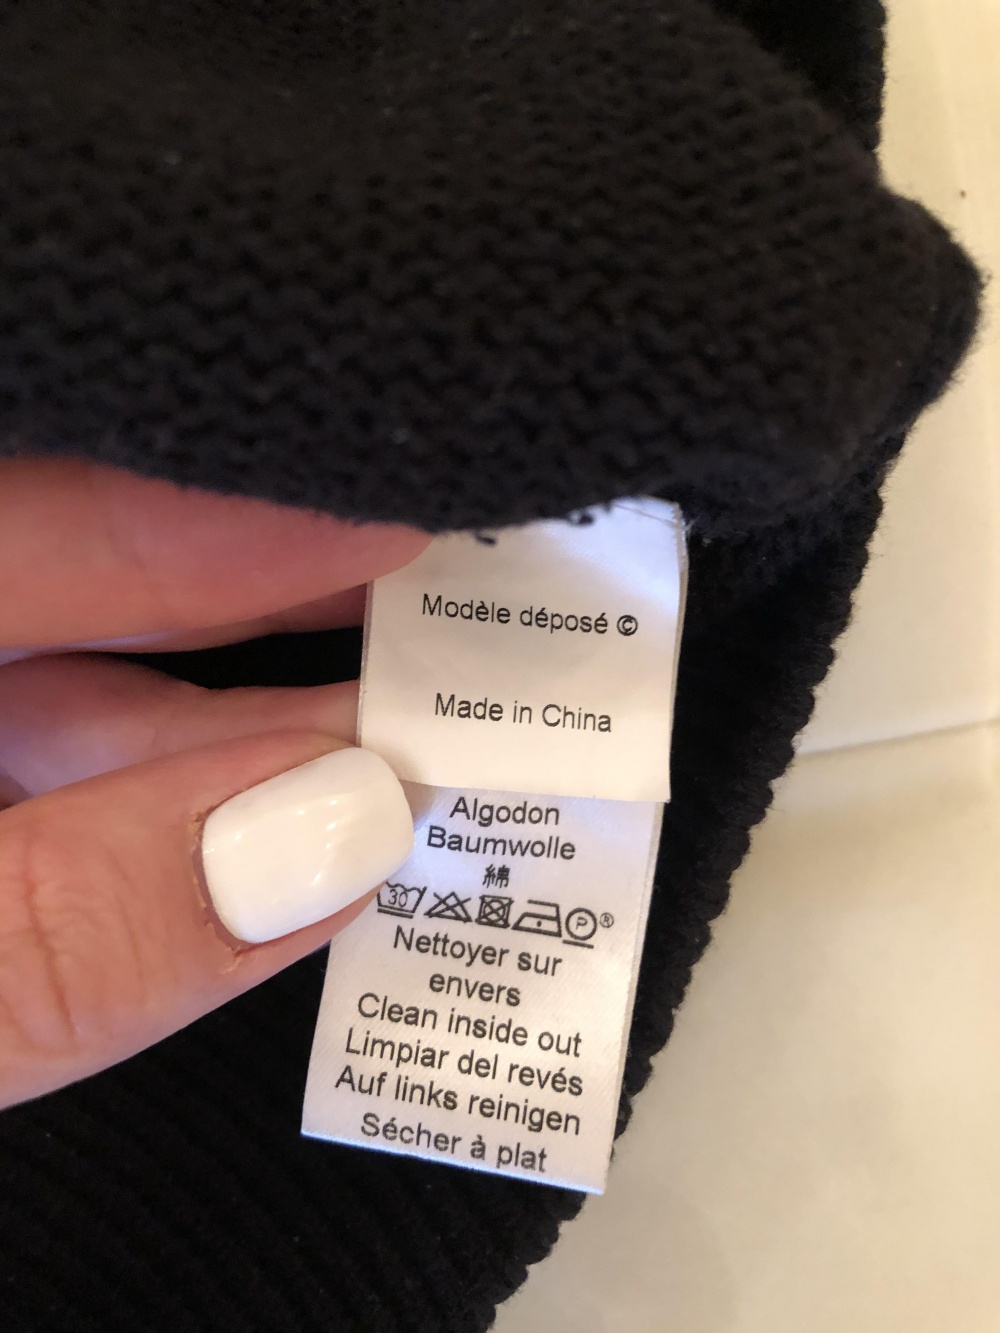 Modèle déposé ©
Made in China
Algodon
Baumwolle
綿
30 P ®
Nettoyer sur
envers
Clean inside out
Limpiar del revés
Auf links reinigen
Sécher à plat